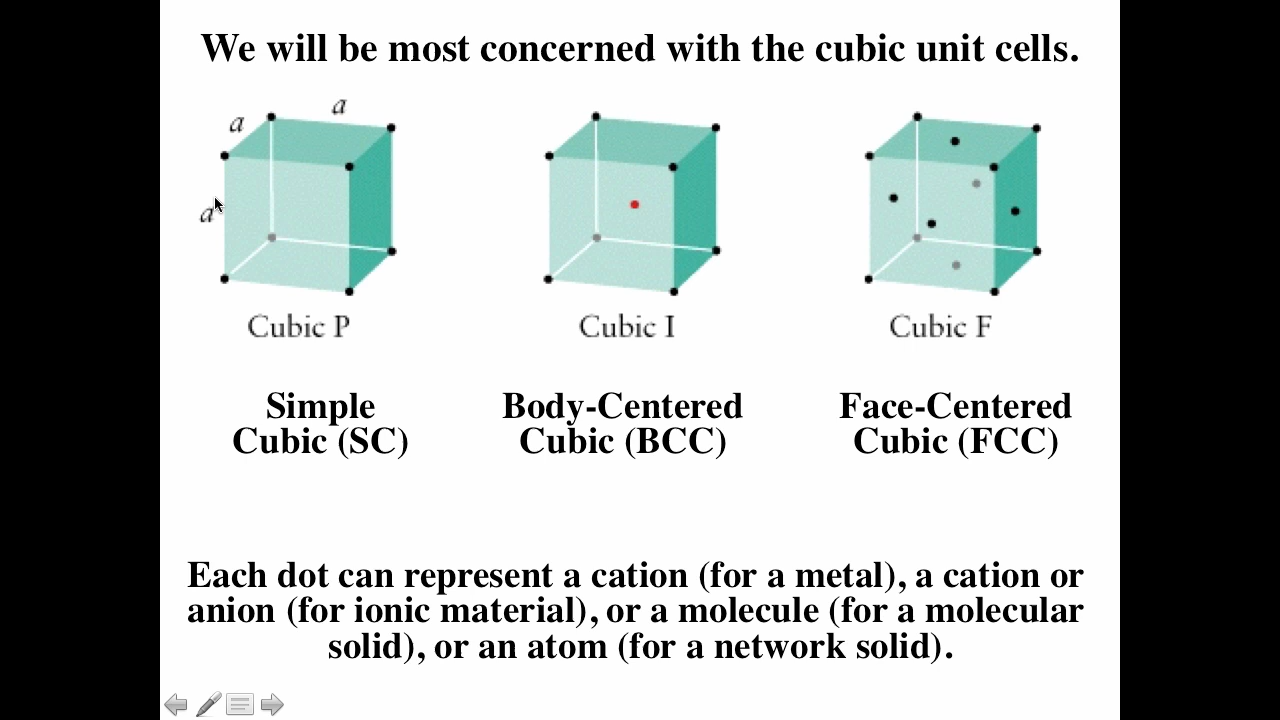 We will be most concerned with the cubic unit cells.
a
a
a
Cubic P
Cubic I
Cubic F
Simple
Cubic (SC)
Body-Centered
Cubic (BCC)
Face-Centered
Cubic (FCC)
Each dot can represent a cation (for a metal), a cation or
anion (for ionic material), or a molecule (for a molecular
solid), or an atom (for a network solid).